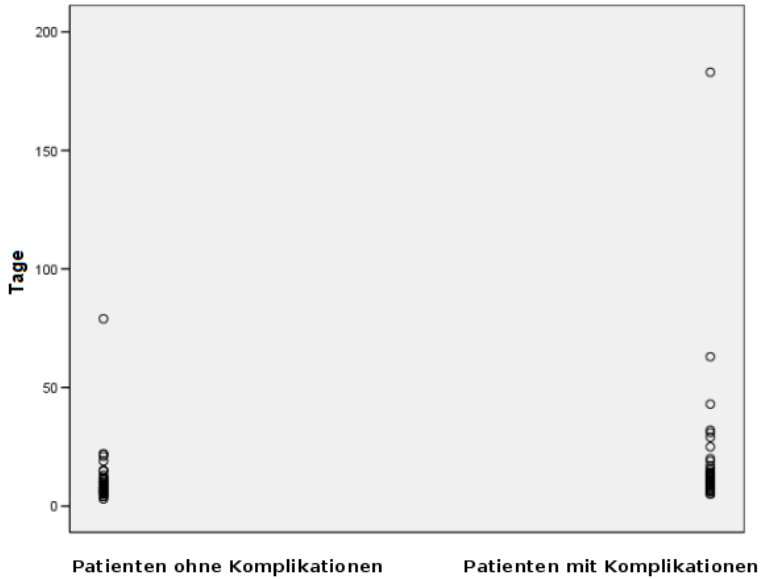 200
150
100
50
0
Tage
Patienten ohne Komplikationen
Patienten mit Komplikationen